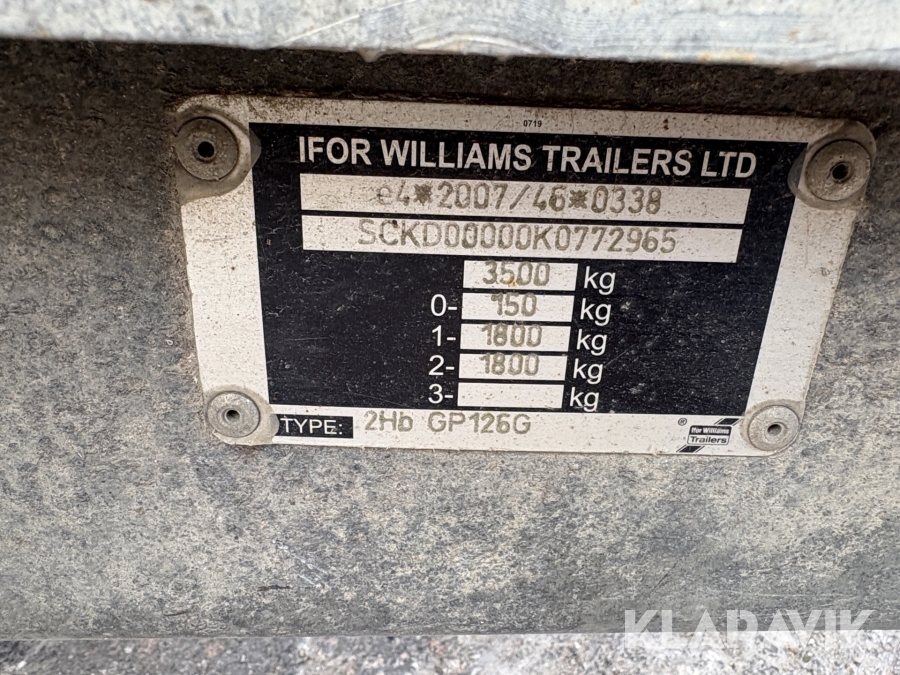 0719
IFOR WILLIAMS TRAILERS LTD
e4*2007/46*0338
SCKD00000K0772965
3500 kg
0- 150 kg
1- 1800 kg
2- 1800 kg
3- kg
TYPE: 2Hb GP126G
® Ifor Williams
Trailers
KLARAVIK